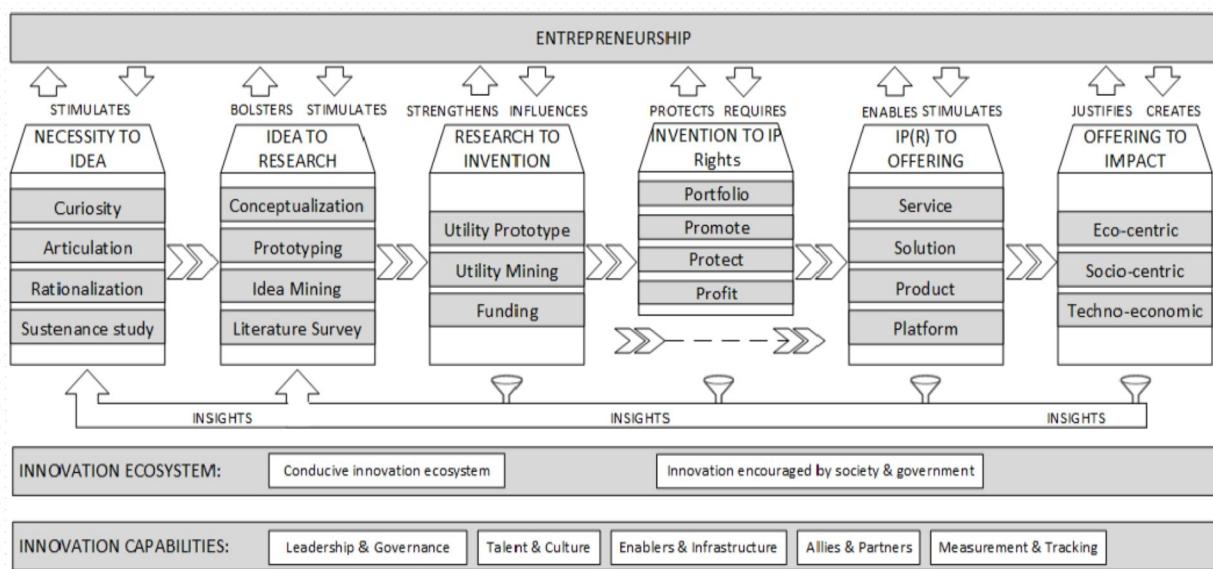 ENTREPRENEURSHIP
STIMULATES
BOLSTERS STIMULATES
STRENGTHENS INFLUENCES
PROTECTS REQUIRES
ENABLES STIMULATES
JUSTIFIES CREATES
NECESSITY TO
IDEA
Curiosity
Articulation
Rationalization
Sustenance study
IDEA TO
RESEARCH
Conceptualization
Prototyping
Idea Mining
Literature Survey
RESEARCH TO
INVENTION
Utility Prototype
Utility Mining
Funding
INVENTION TO IP
Rights
Portfolio
Promote
Protect
Profit
IP(R) TO
OFFERING
Service
Solution
Product
Platform
OFFERING TO
IMPACT
Eco-centric
Socio-centric
Techno-economic
INSIGHTS
INSIGHTS
INSIGHTS
INNOVATION ECOSYSTEM:
Conducive innovation ecosystem
Innovation encouraged by society & government
INNOVATION CAPABILITIES:
Leadership & Governance
Talent & Culture
Enablers & Infrastructure
Allies & Partners
Measurement & Tracking